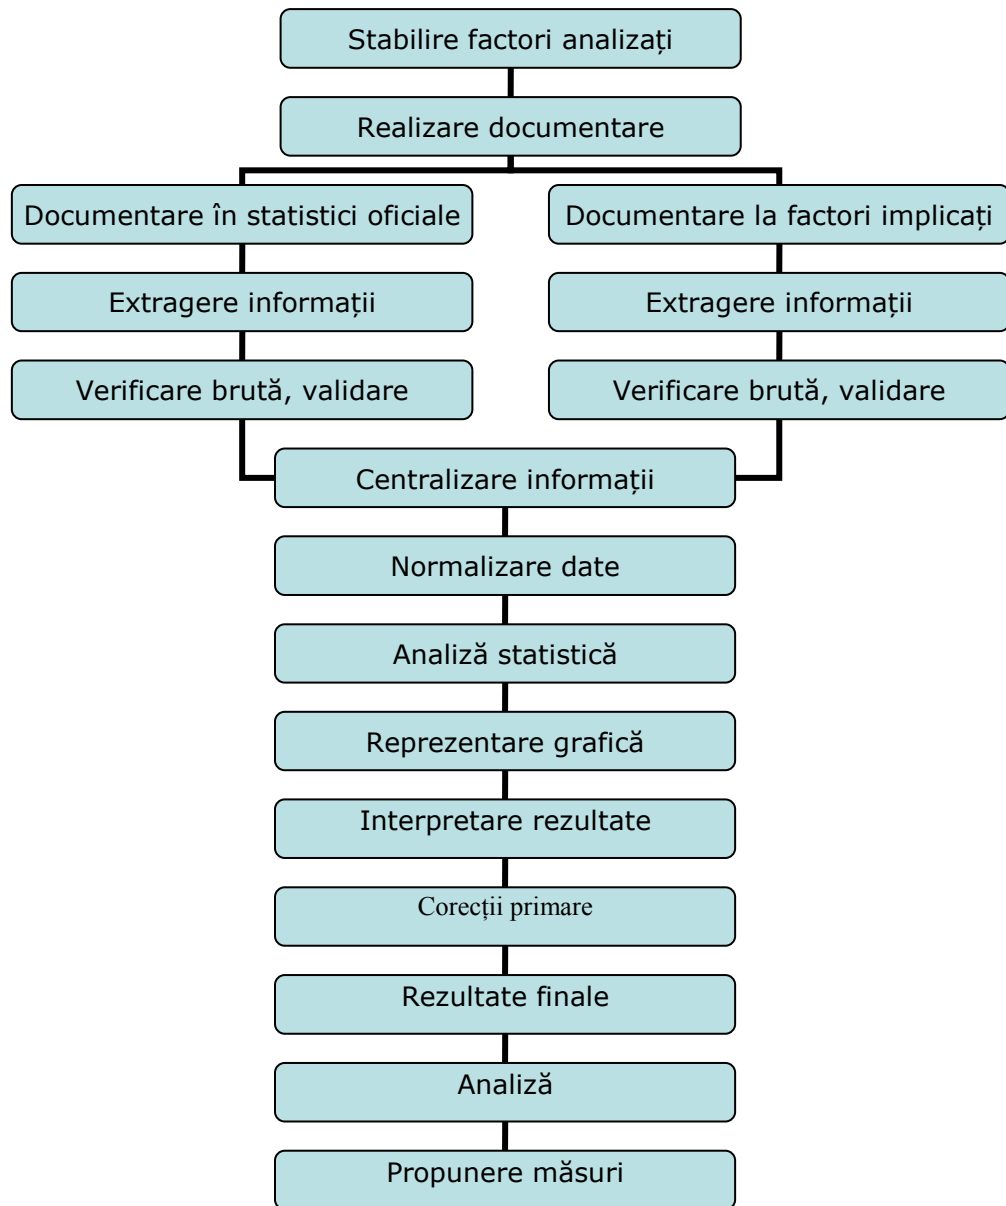 Stabilire factori analizați
Realizare documentare
Documentare în statistici oficiale
Documentare la factori implicați
Extragere informații
Extragere informații
Verificare brută, validare
Verificare brută, validare
Centralizare informații
Normalizare date
Analiză statistică
Reprezentare grafică
Interpretare rezultate
Corecții primare
Rezultate finale
Analiză
Propunere măsuri